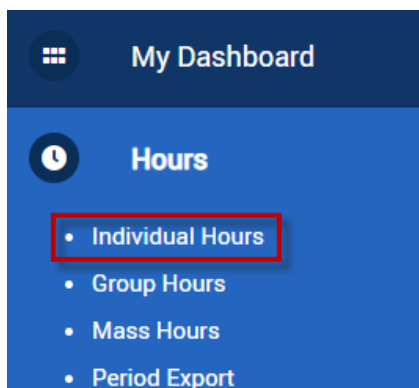 My Dashboard
Hours
Individual Hours
Group Hours
Mass Hours
Period Export